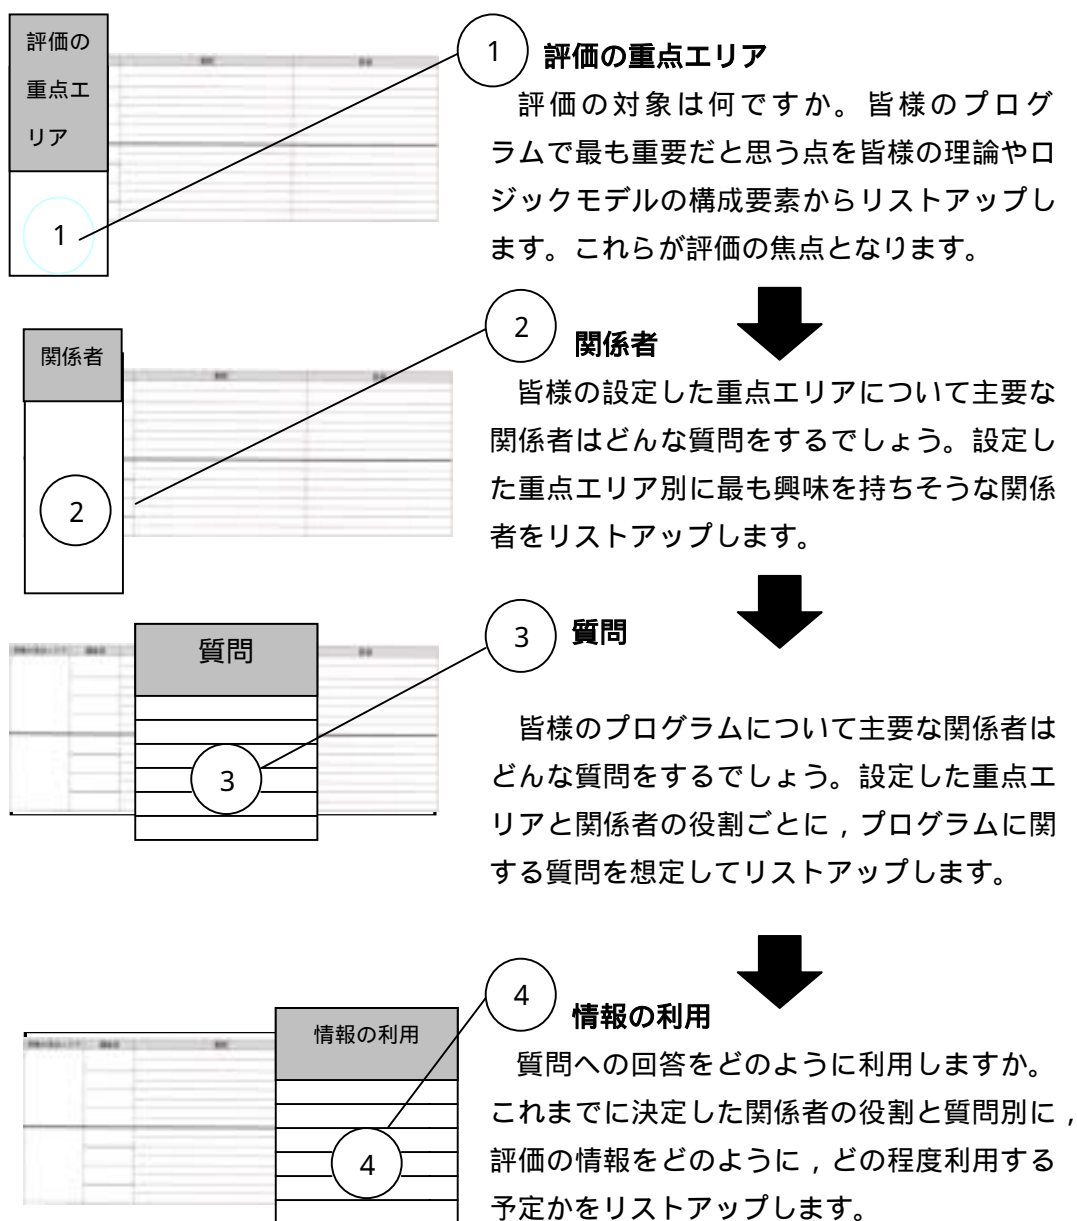 評価の
重点エ
リア
1
1
評価の重点エリア
評価の対象は何ですか。皆様のプログ
ラムで最も重要だと思う点を皆様の理論やロ
ジックモデルの構成要素からリストアップし
ます。これらが評価の焦点となります。
関係者
2
2
関係者
皆様の設定した重点エリアについて主要な
関係者はどんな質問をするでしょう。設定し
た重点エリア別に最も興味を持ちそうな関係
者をリストアップします。
質問
3
3
質問
皆様のプログラムについて主要な関係者は
どんな質問をするでしょう。設定した重点エ
リアと関係者の役割ごとに，プログラムに関
する質問を想定してリストアップします。
情報の利用
4
4
情報の利用
質問への回答をどのように利用しますか。
これまでに決定した関係者の役割と質問別に，
評価の情報をどのように，どの程度利用する
予定かをリストアップします。